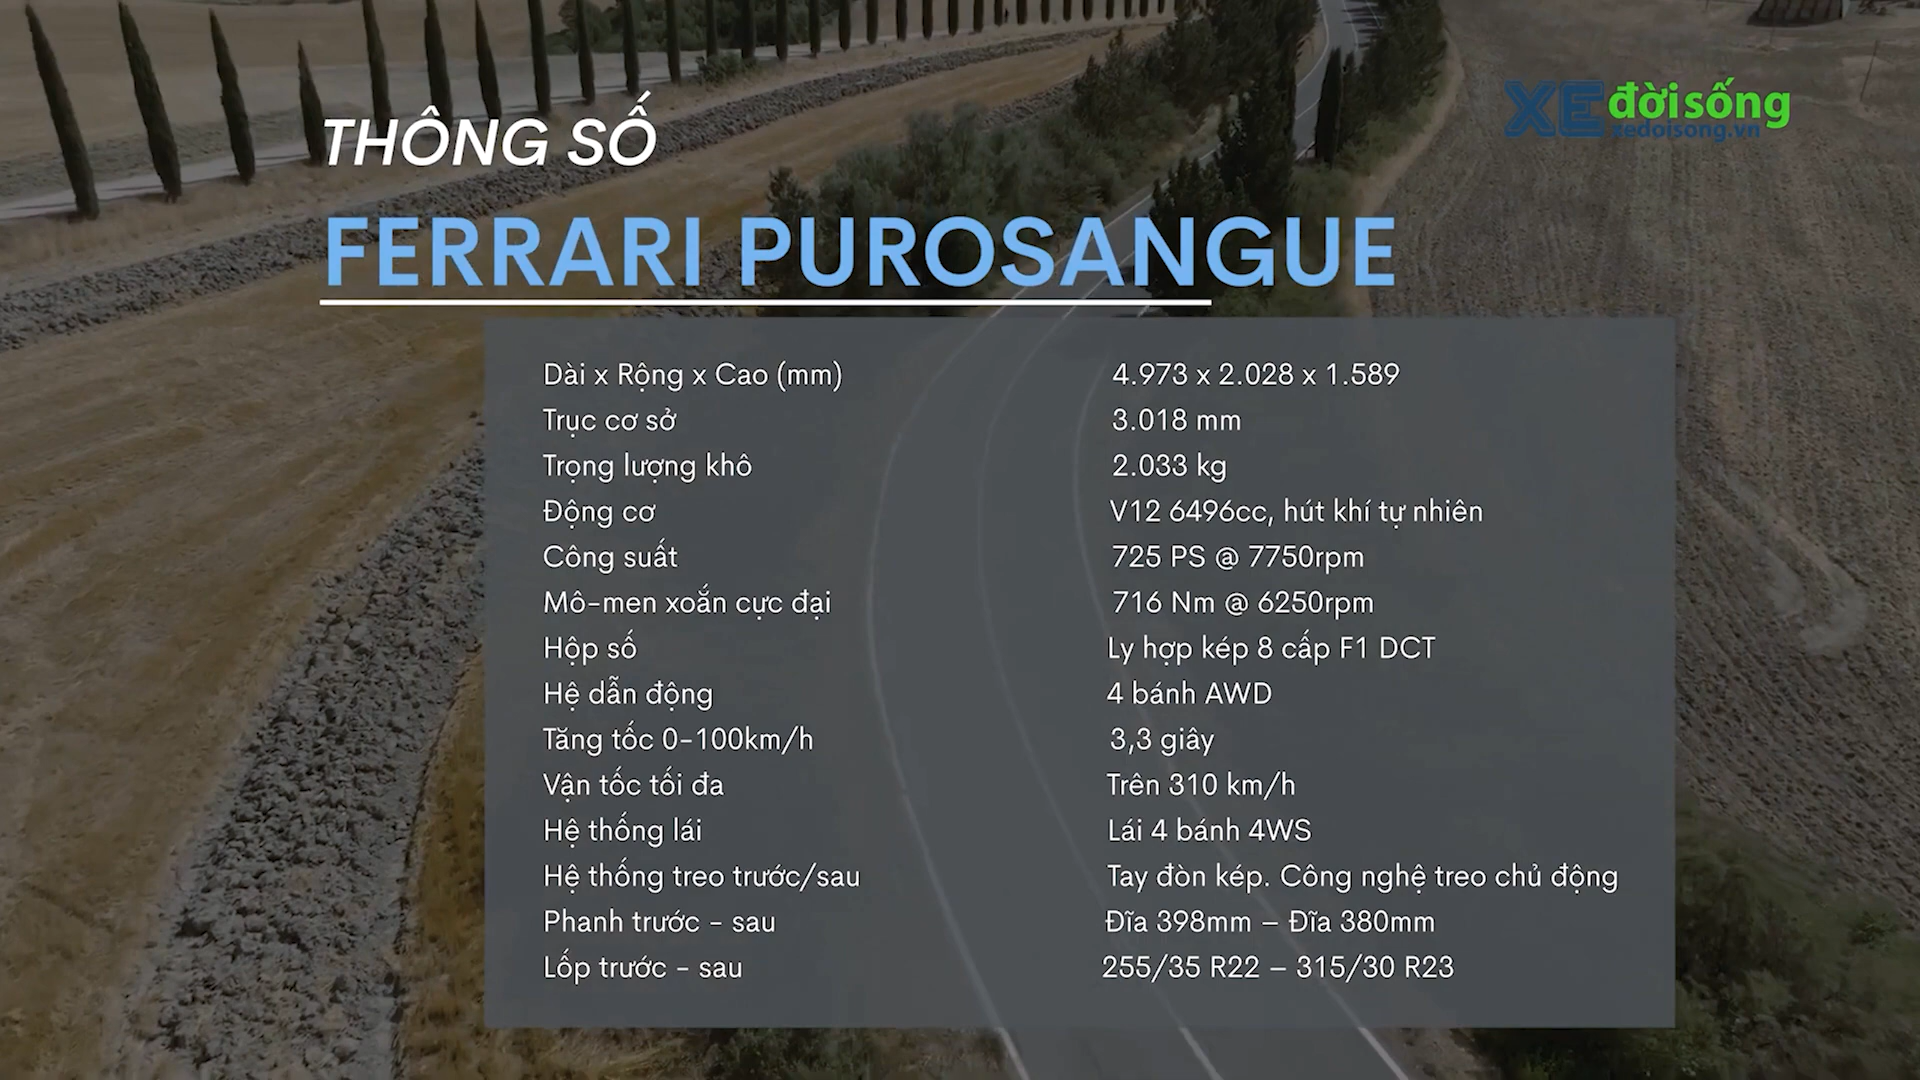 THÔNG SỐ
XE đời sống
xedoisong.vn
FERRARI PUROSANGUE
Dài x Rộng x Cao (mm) 4.973 x 2.028 x 1.589
Trục cơ sở 3.018 mm
Trọng lượng khô 2.033 kg
Động cơ V12 6496cc, hút khí tự nhiên
Công suất 725 PS @ 7750rpm
Mô-men xoắn cực đại 716 Nm @ 6250rpm
Hộp số Ly hợp kép 8 cấp F1 DCT
Hệ dẫn động 4 bánh AWD
Tăng tốc 0-100km/h 3,3 giây
Vận tốc tối đa Trên 310 km/h
Hệ thống lái Lái 4 bánh 4WS
Hệ thống treo trước/sau Tay đòn kép. Công nghệ treo chủ động
Phanh trước - sau Đĩa 398mm – Đĩa 380mm
Lốp trước - sau 255/35 R22 – 315/30 R23